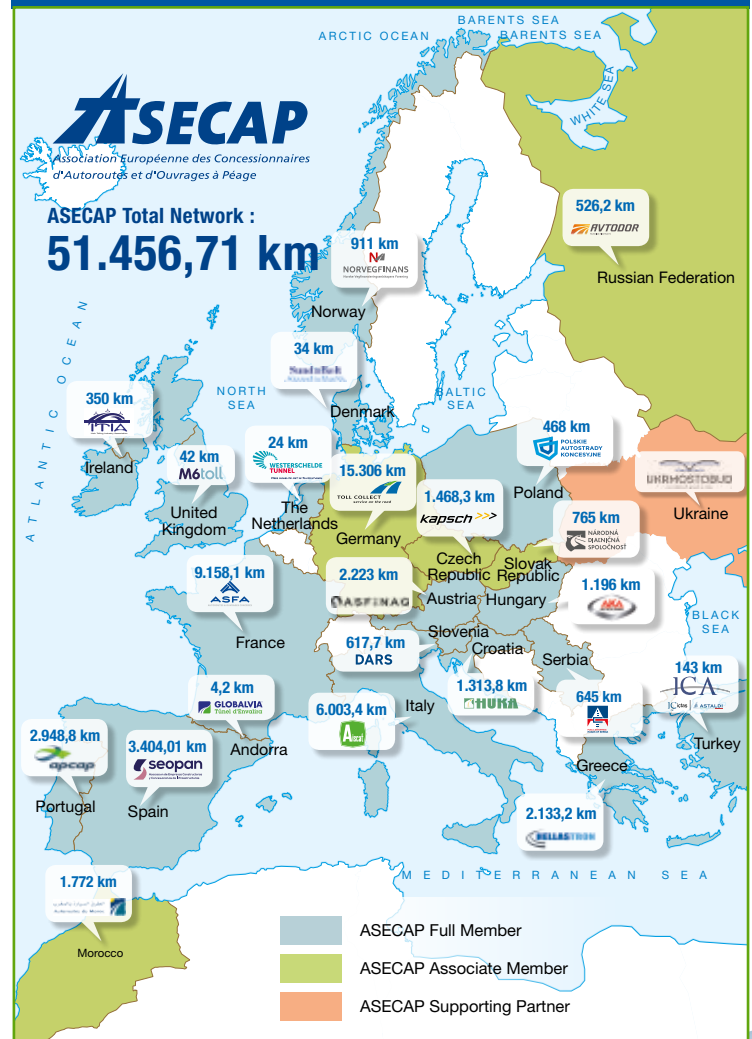 BARENTS SEA
ARCTIC OCEAN
BARENTS SEA
WHITE SEA
ASECAP
Association Européenne des Concessionnaires
d'Autoroutes et d'Ouvrages à Péage
ASECAP Total Network :
51.456,71 km
526,2 km
AVTODOR
Russian Federation
911 km
NORVEGFINANS
Norway
34 km
Denmark
ATLANTIC OCEAN
NORTH
SEA
BALTIC
SEA
350 km
ITIA
Ireland
42 km
M6toll
United
Kingdom
24 km
WESTERSCHELDE
TUNNEL
The
Netherlands
15.306 km
TOLL COLLECT
service on the road
Germany
468 km
POLSKIE
AUTOSTRADY
KONCESYJNE
Poland
UKRMOSTOBUD
Ukraine
1.468,3 km
kapsch >>>
Czech
Republic
765 km
NÁRODNÁ
DIAĽNIČNÁ
SPOLOČNOSŤ
Slovak
Republic
9.158,1 km
ASFA
France
2.223 km
ASFINAG
Austria
1.196 km
AKA
Hungary
BLACK
SEA
617,7 km
DARS
Slovenia
Croatia
1.313,8 km
HUKA
Serbia
645 km
143 km
ICA
IC İçtaş
ASTALDI
Turkey
4,2 km
GLOBALVIA
Túnel d'Envalira
Andorra
6.003,4 km
Aiscat
Italy
2.948,8 km
apcap
Portugal
3.404,01 km
seopan
Spain
Greece
2.133,2 km
HELLASTRON
MEDITERRANEAN SEA
1.772 km
Autoroutes du Maroc
Morocco
ASECAP Full Member
ASECAP Associate Member
ASECAP Supporting Partner